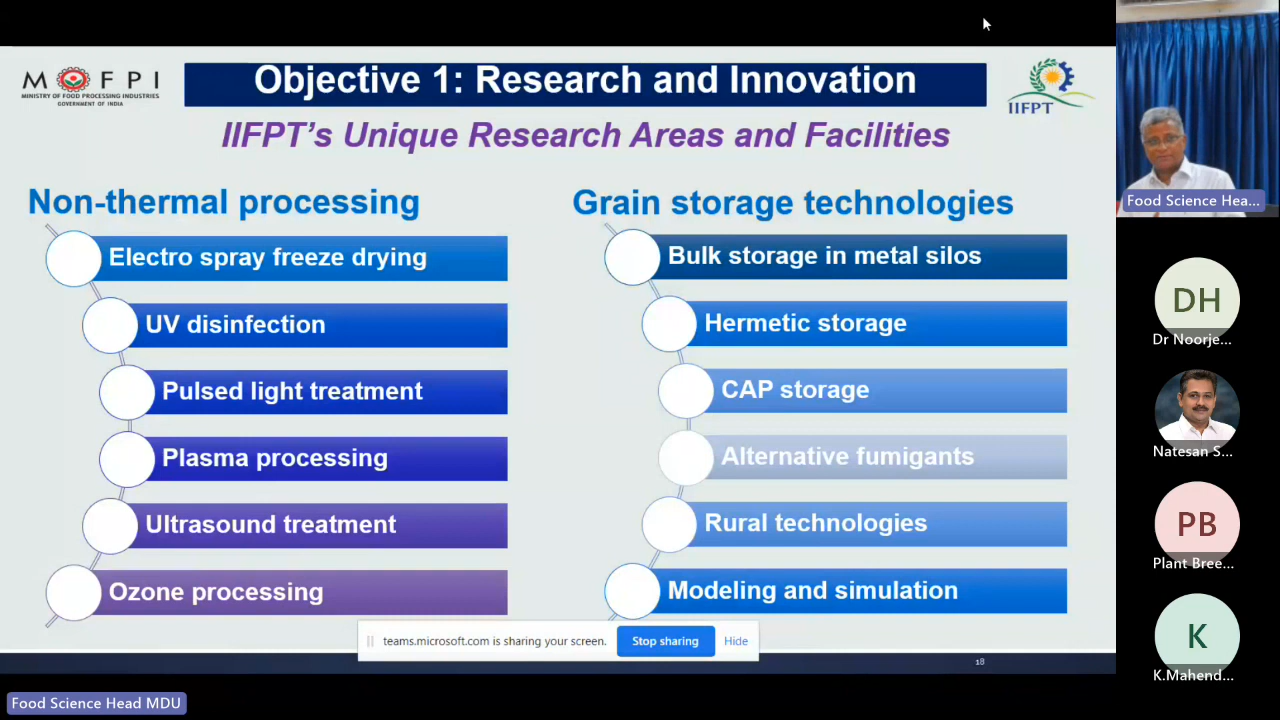 MOFPI
MINISTRY OF FOOD PROCESSING INDUSTRIES
GOVERNMENT OF INDIA
Objective 1: Research and Innovation
IIFPT
IIFPT's Unique Research Areas and Facilities
Non-thermal processing
Electro spray freeze drying
UV disinfection
Pulsed light treatment
Plasma processing
Ultrasound treatment
Ozone processing
Grain storage technologies
Bulk storage in metal silos
Hermetic storage
CAP storage
Alternative fumigants
Rural technologies
Modeling and simulation
teams.microsoft.com is sharing your screen.
Stop sharing
Hide
18
Food Science Head MDU
Food Science Hea...
DH
Dr Noorje...
Natesan S...
PB
Plant Bree...
K
K.Mahend...